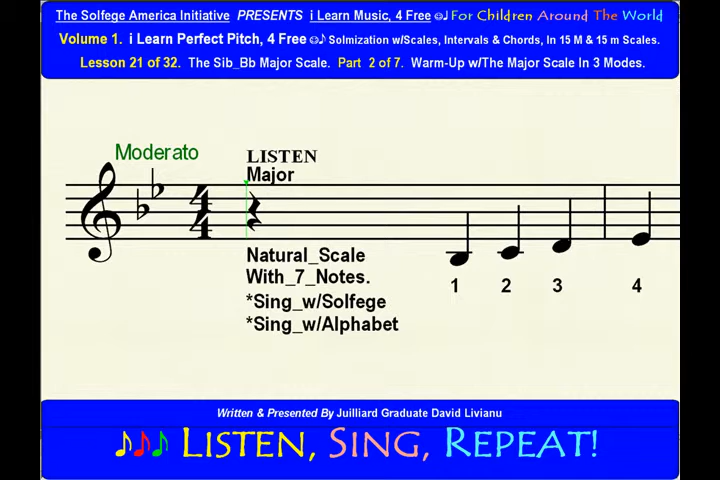 The Solfege America Initiative PRESENTS i Learn Music, 4 Free For Children Around The World
Volume 1. i Learn Perfect Pitch, 4 Free Solmization w/Scales, Intervals & Chords, In 15 M & 15 m Scales.
Lesson 21 of 32. The Sib_Bb Major Scale. Part 2 of 7. Warm-Up w/The Major Scale In 3 Modes.
Moderato
LISTEN
Major
4
4
Natural_Scale
With_7_Notes.
*Sing_w/Solfege
*Sing_w/Alphabet
1 2 3 4
Written & Presented By Juilliard Graduate David Livianu
LISTEN, SING, REPEAT!